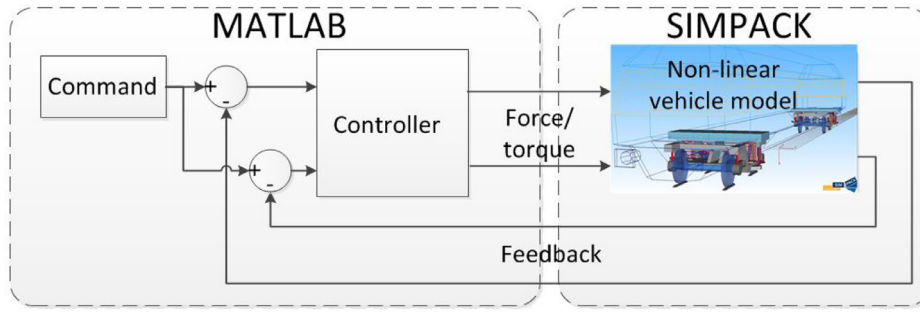 MATLAB
SIMPACK
Command
+
-
+
-
Controller
Force/
torque
Non-linear
vehicle model
Feedback